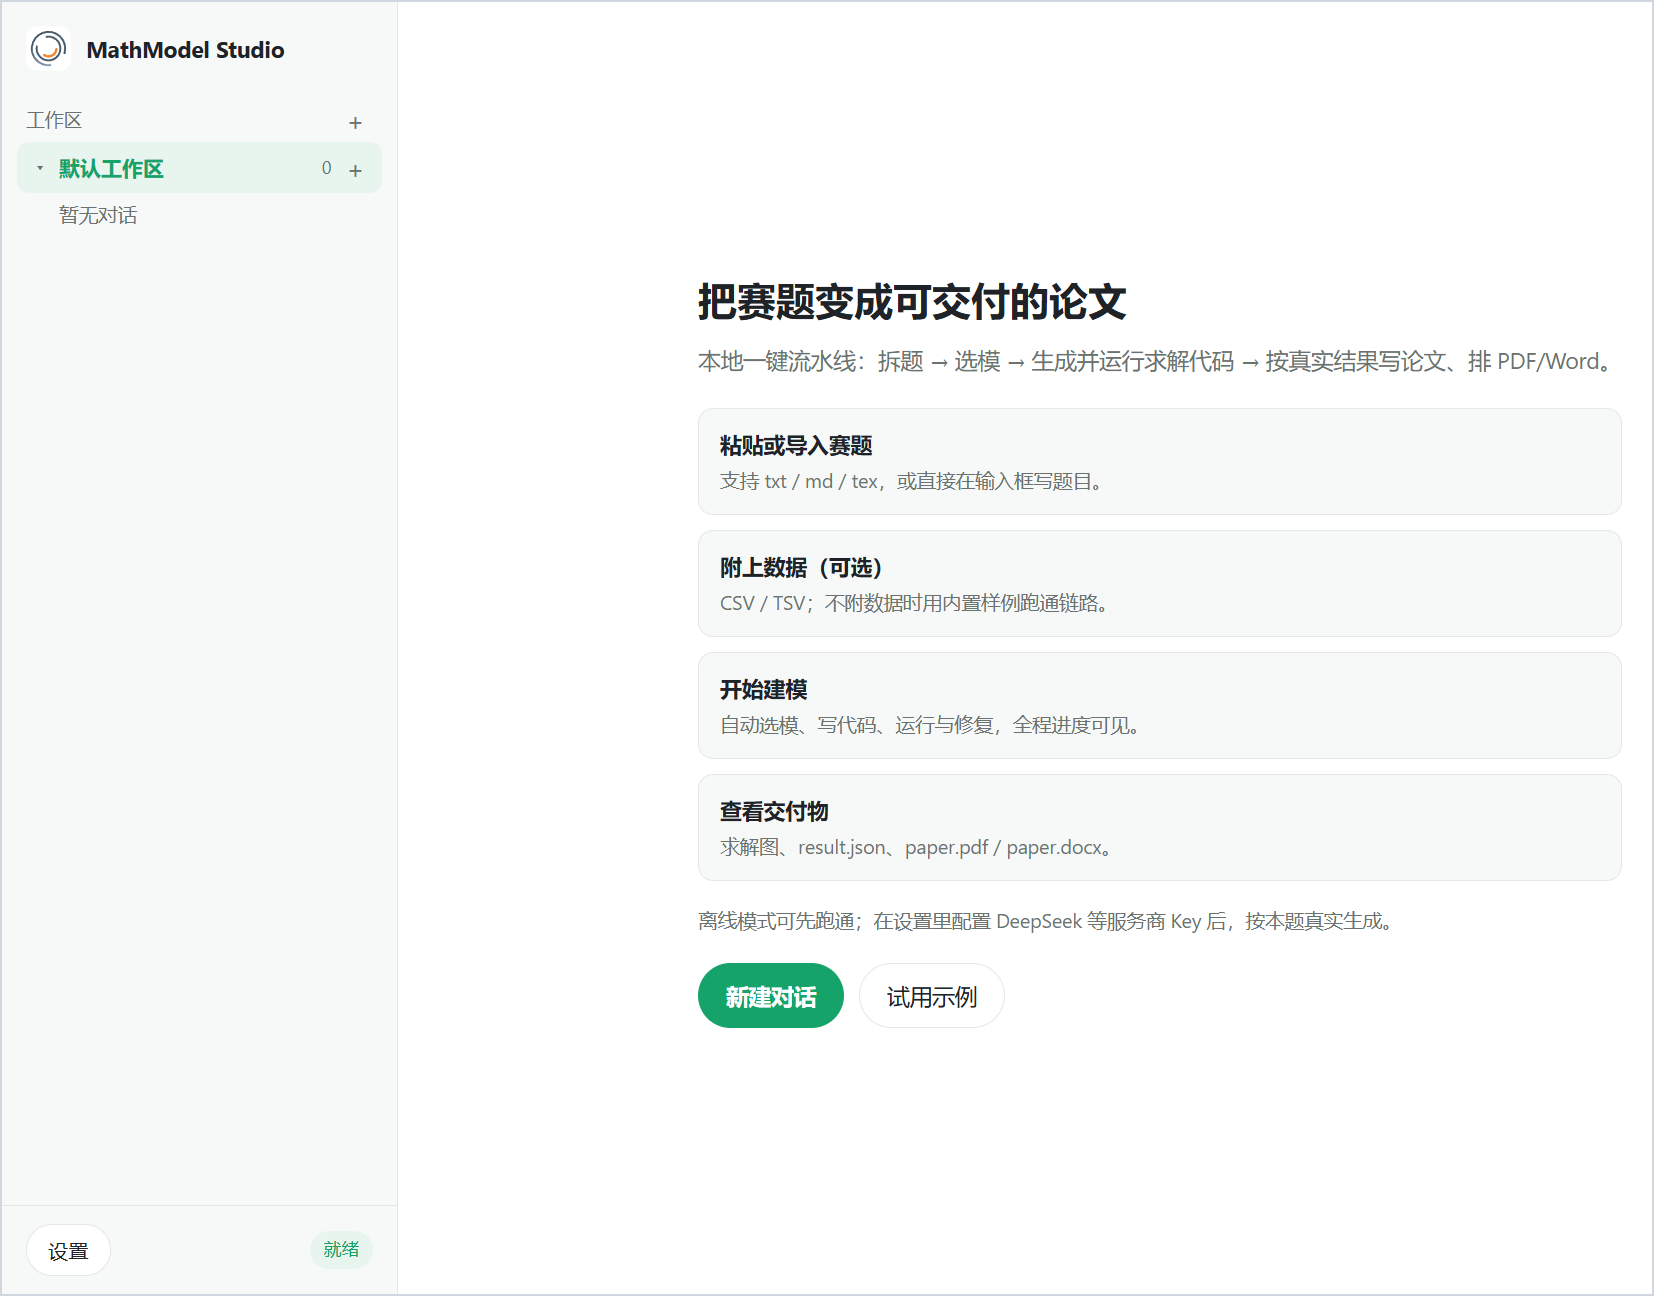 MathModel Studio
工作区 +
默认工作区 0 +
暂无对话
把赛题变成可交付的论文
本地一键流水线：拆题 → 选模 → 生成并运行求解代码 → 按真实结果写论文、排 PDF/Word。
粘贴或导入赛题
支持 txt / md / tex，或直接在输入框写题目。
附上数据（可选）
CSV / TSV；不附数据时用内置样例跑通链路。
开始建模
自动选模、写代码、运行与修复，全程进度可见。
查看交付物
求解图、result.json、paper.pdf / paper.docx。
离线模式可先跑通；在设置里配置 DeepSeek 等服务商 Key 后，按本题真实生成。
新建对话 试用示例
设置 就绪